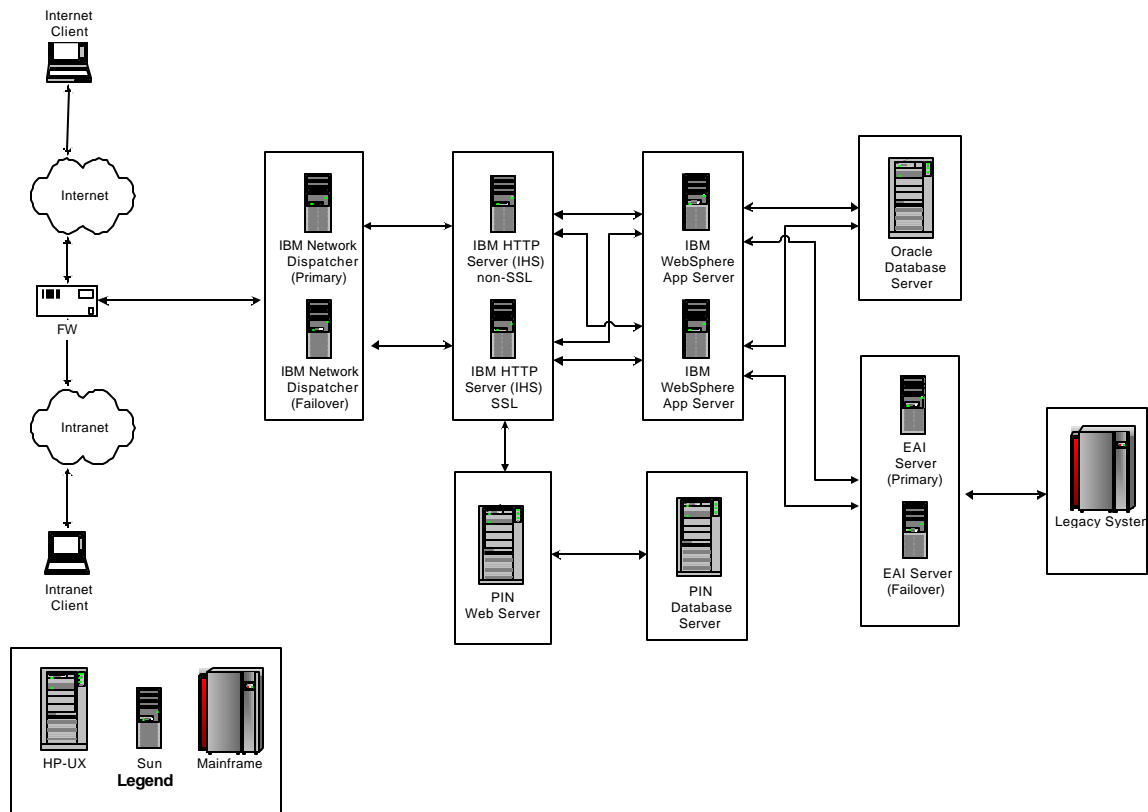 Internet
Client
Internet
FW
Intranet
Intranet
Client
IBM Network
Dispatcher
(Primary)
IBM Network
Dispatcher
(Failover)
IBM HTTP
Server (IHS)
non-SSL
IBM HTTP
Server (IHS)
SSL
IBM
WebSphere
App Server
IBM
WebSphere
App Server
Oracle
Database
Server
EAI
Server
(Primary)
EAI Server
(Failover)
Legacy System
PIN
Web Server
PIN
Database
Server
HP-UX
Sun
Mainframe
Legend